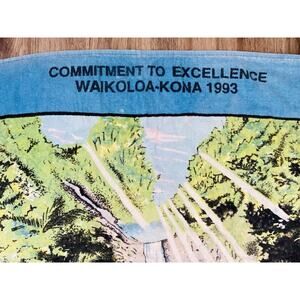 COMMITMENT TO EXCELLENCE
WAIKOLOA-KONA 1993